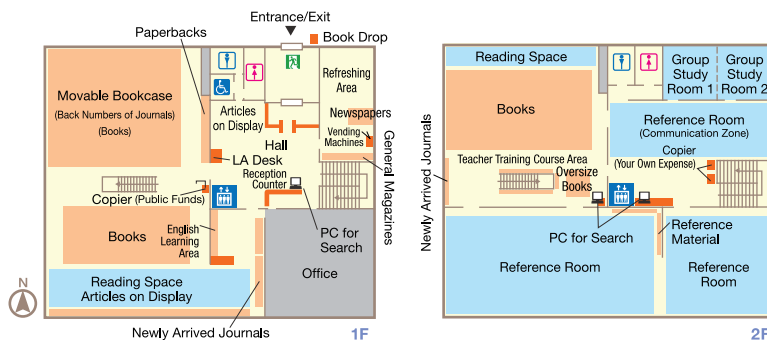 Entrance/Exit
Book Drop
Paperbacks
Refreshing
Area
Movable Bookcase
(Back Numbers of Journals)
(Books)
Articles
on Display
Newspapers
Vending
Machines
Hall
LA Desk
Reception
Counter
General Magazines
Copier (Public Funds)
Books
English
Learning
Area
PC for
Search
Office
Reading Space
Articles on Display
N
Newly Arrived Journals
1F
Reading Space
Group
Study
Room 1
Group
Study
Room 2
Books
Reference Room
(Communication Zone)
Copier
(Your Own Expense)
Newly Arrived Journals
Teacher Training Course Area
Oversize
Books
PC for Search
Reference
Material
Reference Room
Reference
Room
2F